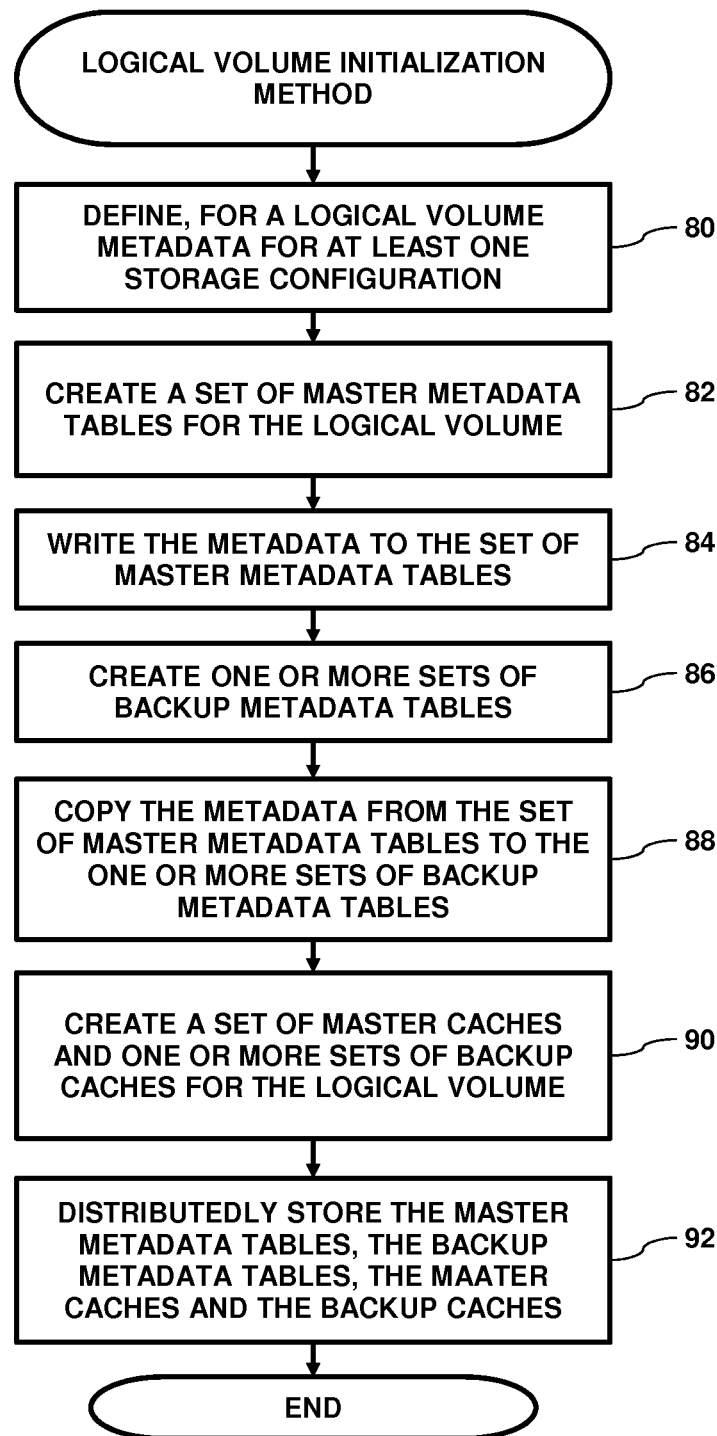 LOGICAL VOLUME INITIALIZATION
METHOD
DEFINE, FOR A LOGICAL VOLUME
METADATA FOR AT LEAST ONE
STORAGE CONFIGURATION
80
CREATE A SET OF MASTER METADATA
TABLES FOR THE LOGICAL VOLUME
82
WRITE THE METADATA TO THE SET OF
MASTER METADATA TABLES
84
CREATE ONE OR MORE SETS OF
BACKUP METADATA TABLES
86
COPY THE METADATA FROM THE SET
OF MASTER METADATA TABLES TO THE
ONE OR MORE SETS OF BACKUP
METADATA TABLES
88
CREATE A SET OF MASTER CACHES
AND ONE OR MORE SETS OF BACKUP
CACHES FOR THE LOGICAL VOLUME
90
DISTRIBUTEDLY STORE THE MASTER
METADATA TABLES, THE BACKUP
METADATA TABLES, THE MAATER
CACHES AND THE BACKUP CACHES
92
END